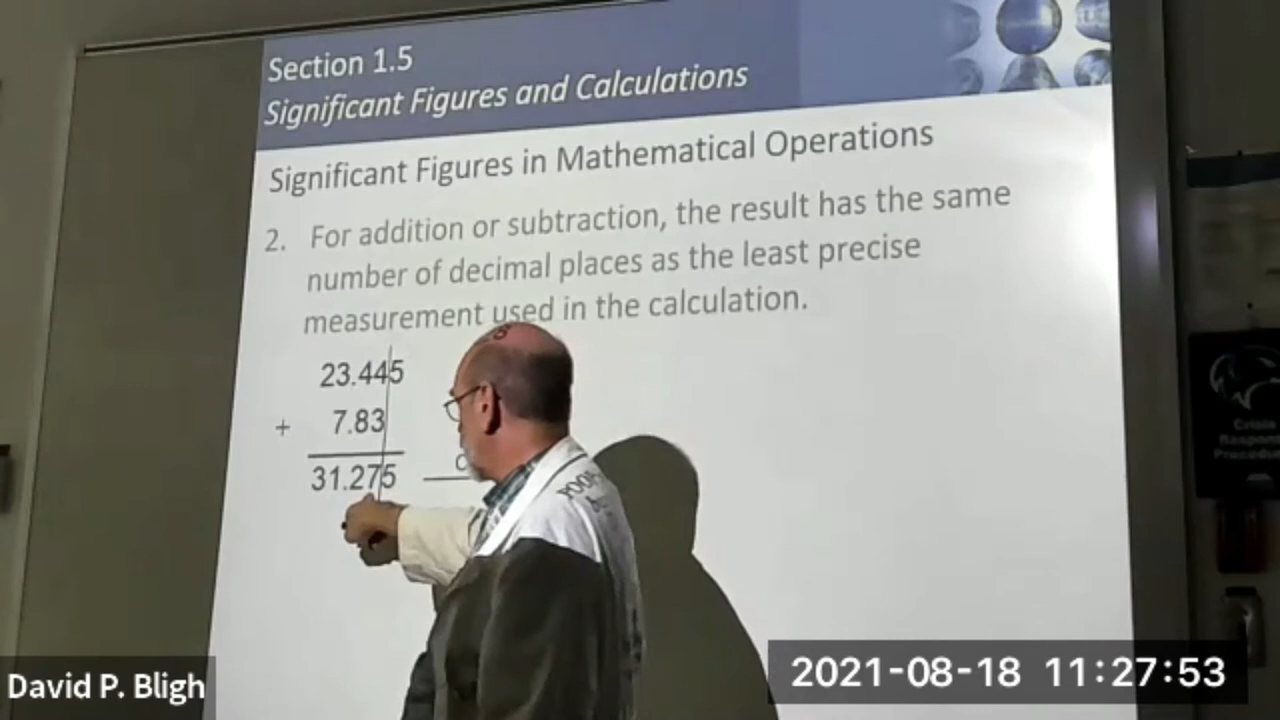 Section 1.5
Significant Figures and Calculations
Significant Figures in Mathematical Operations
2. For addition or subtraction, the result has the same
number of decimal places as the least precise
measurement used in the calculation.
23.445
+ 7.83
31.275
Crisis
David P. Bligh
2021-08-18 11:27:53